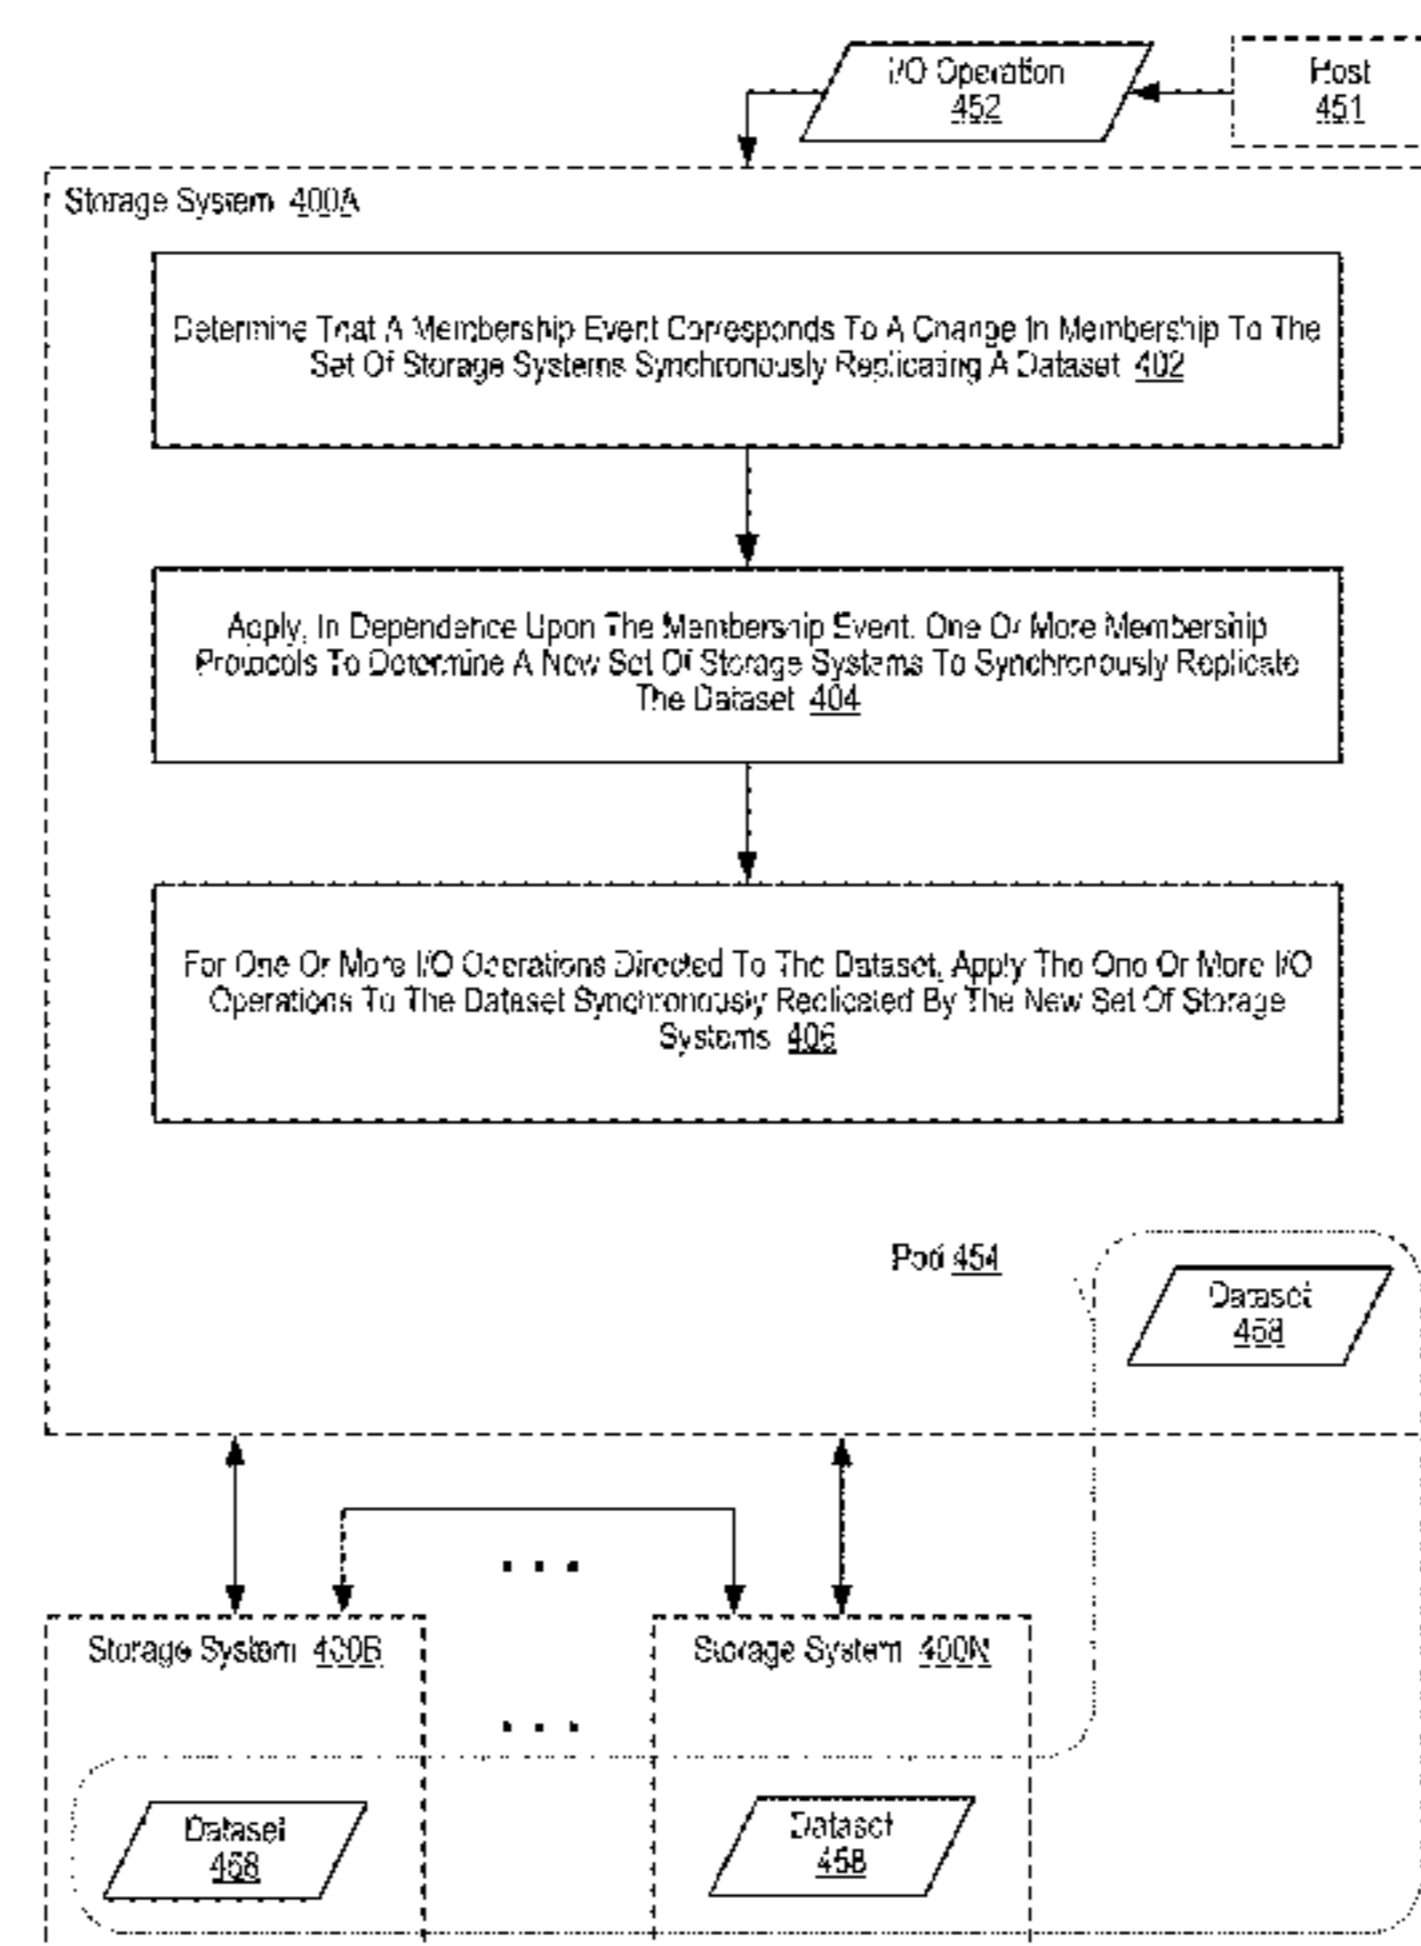 I/O Operation
452
Host
451
Storage System 400A
Determine That A Membership Event Corresponds To A Change In Membership To The
Set Of Storage Systems Synchronously Replicating A Dataset 402
Apply, In Dependence Upon The Membership Event, One Or More Membership
Protocols To Determine A New Set Of Storage Systems To Synchronously Replicate
The Dataset 404
For One Or More I/O Operations Directed To The Dataset, Apply The One Or More I/O
Operations To The Dataset Synchronously Replicated By The New Set Of Storage
Systems 406
Pod 454
Dataset
458
. . .
Storage System 400B
Storage System 400N
. . .
Dataset
458
Dataset
458